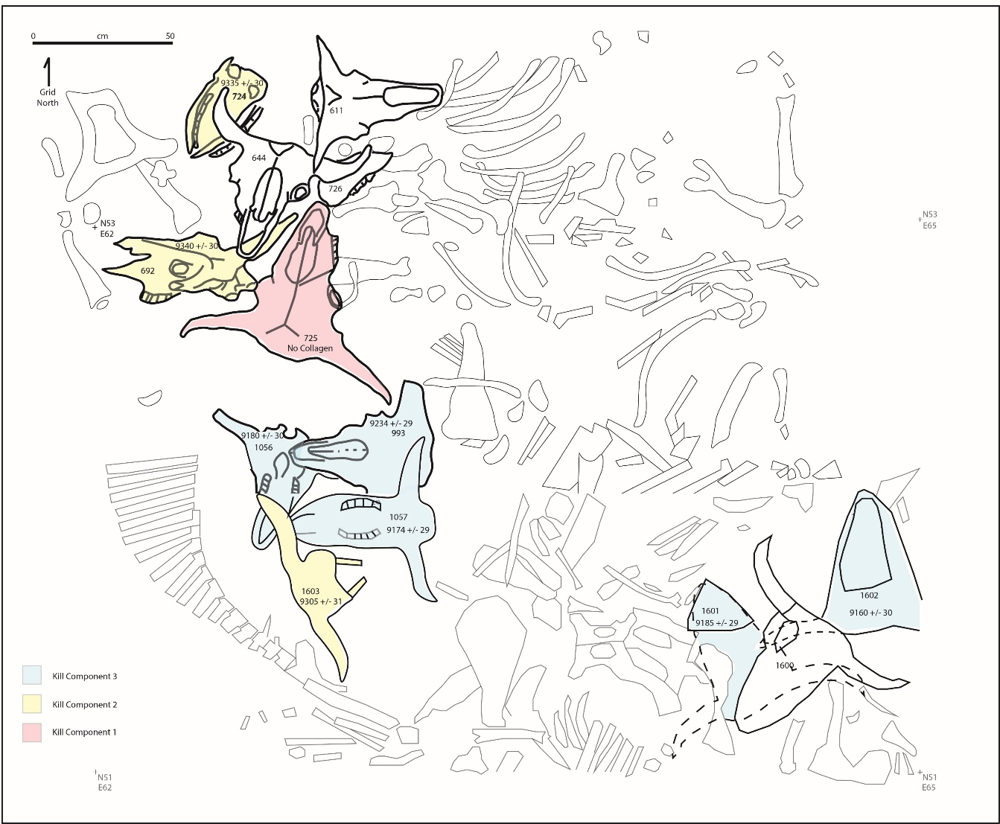 0 cm 50
Grid
North
9335 +/- 30
724
611
644
726
N53
E62
N53
E65
9340 +/- 30
692
725
No Collagen
9234 +/- 29
993
9180 +/- 30
1056
1057
9174 +/- 29
1603
9305 +/- 31
1602
9160 +/- 30
1601
9185 +/- 29
1600
Kill Component 3
Kill Component 2
Kill Component 1
N51
E62
N51
E65